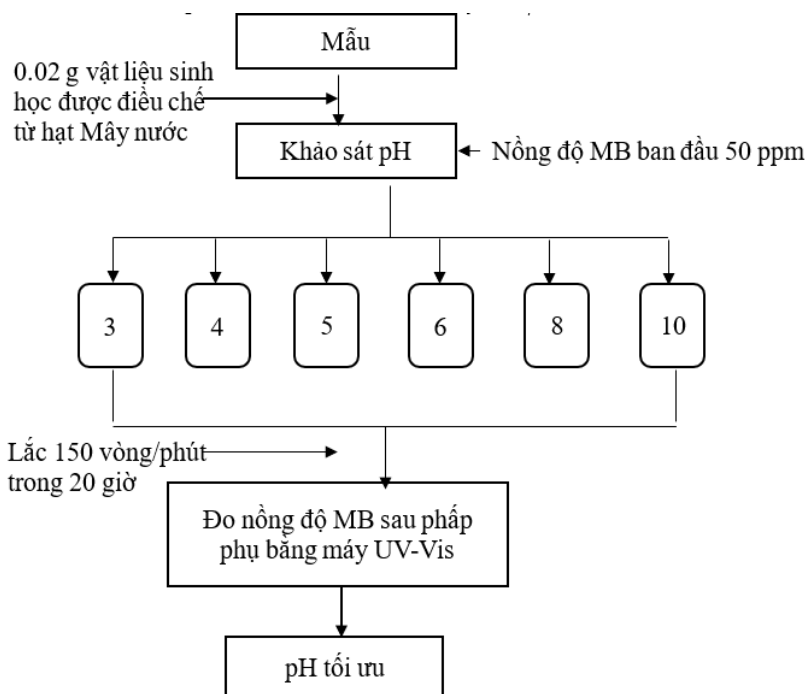 Mẫu
0.02 g vật liệu sinh
học được điều chế
từ hạt Mây nước
Khảo sát pH
Nồng độ MB ban đầu 50 ppm
3
4
5
6
8
10
Lắc 150 vòng/phút
trong 20 giờ
Đo nồng độ MB sau phấp
phụ bằng máy UV-Vis
pH tối ưu